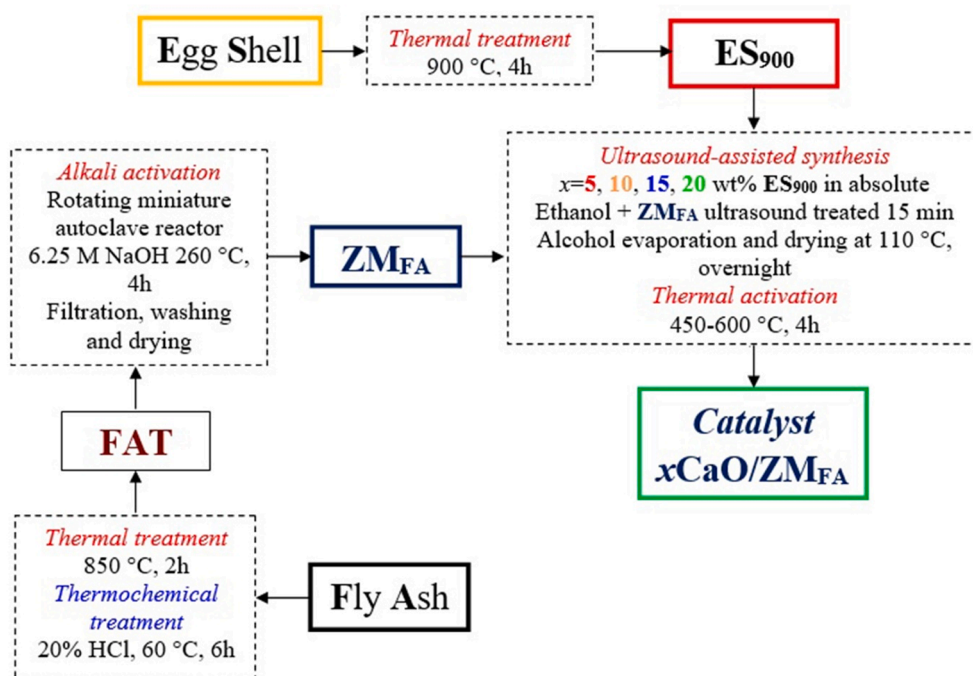 Egg Shell
Thermal treatment
900 °C, 4h
ES900
Alkali activation
Rotating miniature
autoclave reactor
6.25 M NaOH 260 °C,
4h
Filtration, washing
and drying
ZMFA
Ultrasound-assisted synthesis
x=5, 10, 15, 20 wt% ES900 in absolute
Ethanol + ZMFA ultrasound treated 15 min
Alcohol evaporation and drying at 110 °C,
overnight
Thermal activation
450-600 °C, 4h
FAT
Catalyst
xCaO/ZMFA
Thermal treatment
850 °C, 2h
Thermochemical
treatment
20% HCl, 60 °C, 6h
Fly Ash